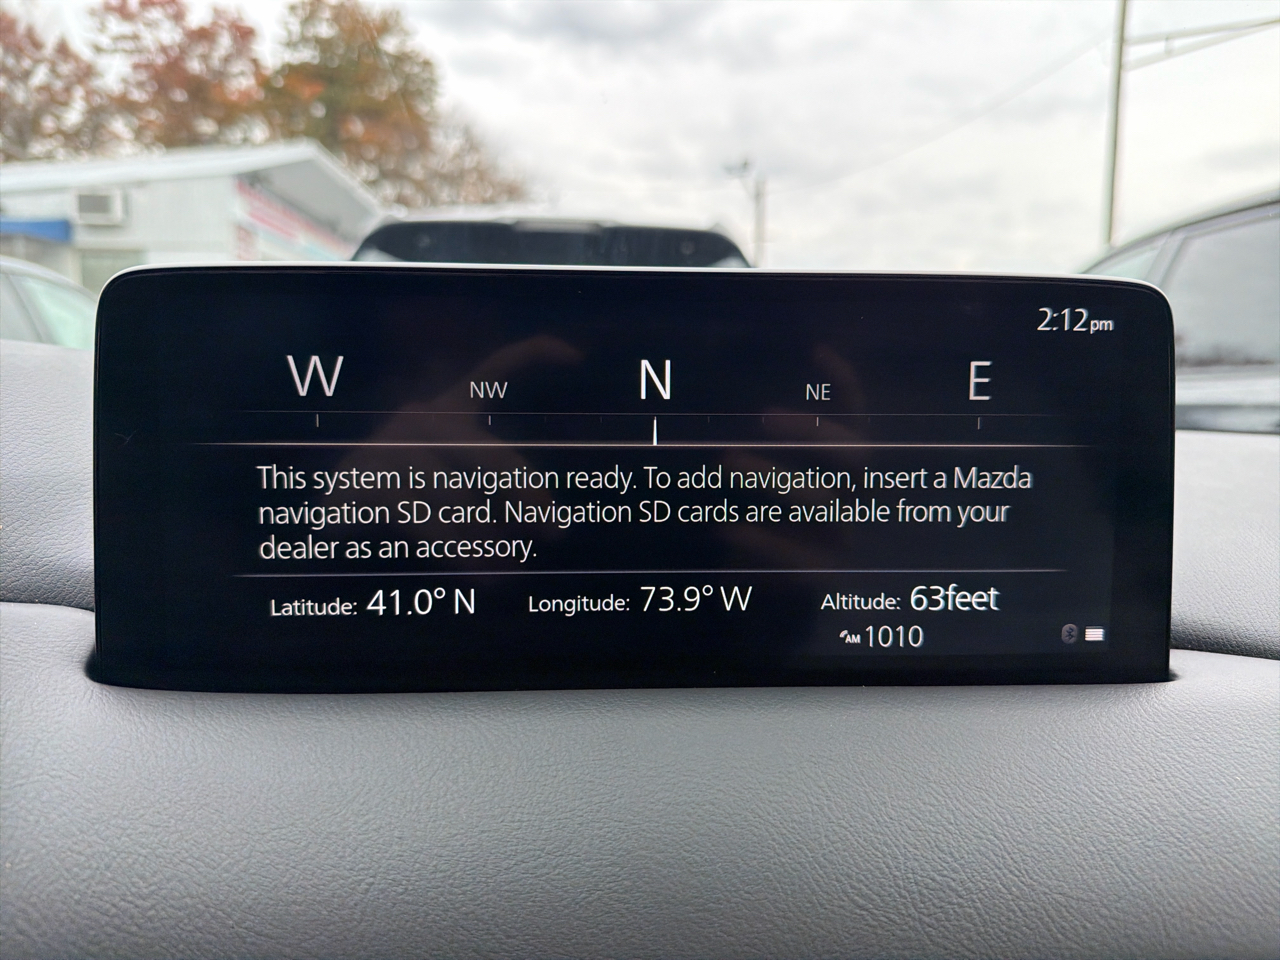 2:12pm
W NW N NE E
This system is navigation ready. To add navigation, insert a Mazda
navigation SD card. Navigation SD cards are available from your
dealer as an accessory.
Latitude: 41.0° N Longitude: 73.9° W Altitude: 63feet
AM 1010